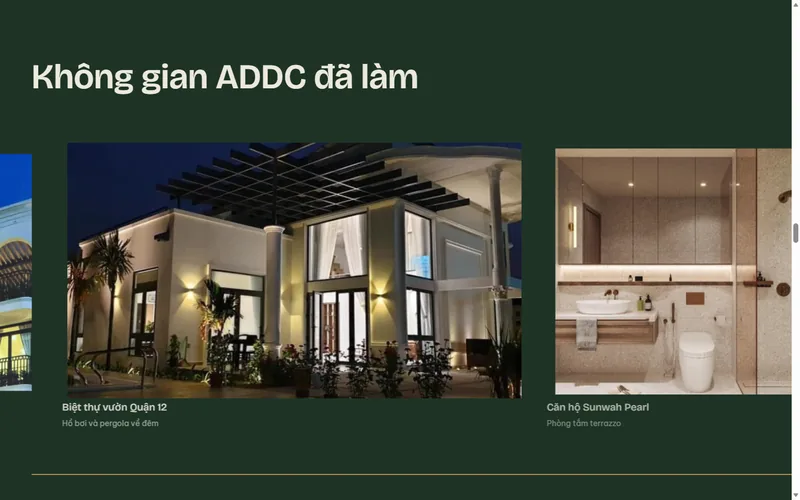 Không gian ADDC đã làm
Biệt thự vườn Quận 12
Hồ bơi và pergola về đêm
Căn hộ Sunwah Pearl
Phòng tắm terrazzo